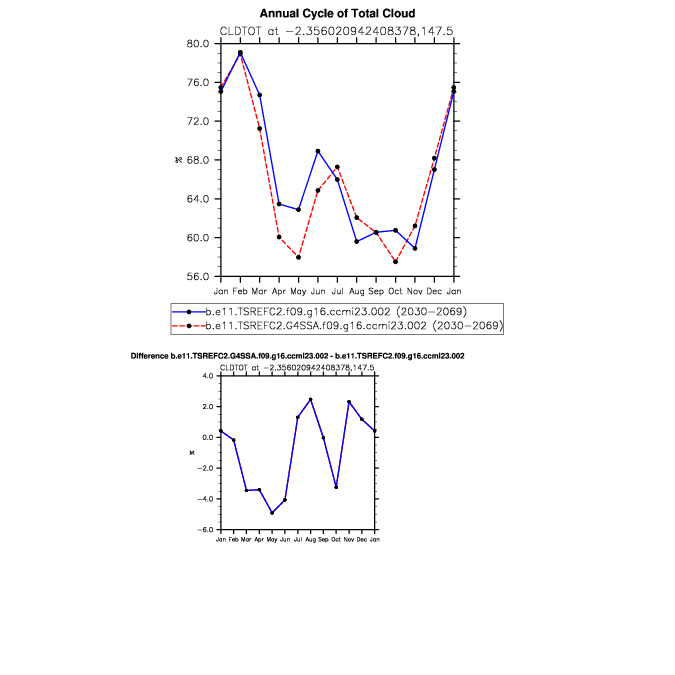 Annual Cycle of Total Cloud
CLDTOT at −2.356020942408378,147.5
80.0
76.0
72.0
68.0
64.0
60.0
56.0
%
Jan Feb Mar Apr May Jun Jul Aug Sep Oct Nov Dec Jan
b.e11.TSREFC2.f09.g16.ccmi23.002 (2030−2069)
b.e11.TSREFC2.G4SSA.f09.g16.ccmi23.002 (2030−2069)
Difference b.e11.TSREFC2.G4SSA.f09.g16.ccmi23.002 - b.e11.TSREFC2.f09.g16.ccmi23.002
CLDTOT at −2.356020942408378,147.5
4.0
2.0
0.0
−2.0
−4.0
−6.0
%
Jan Feb Mar Apr May Jun Jul Aug Sep Oct Nov Dec Jan